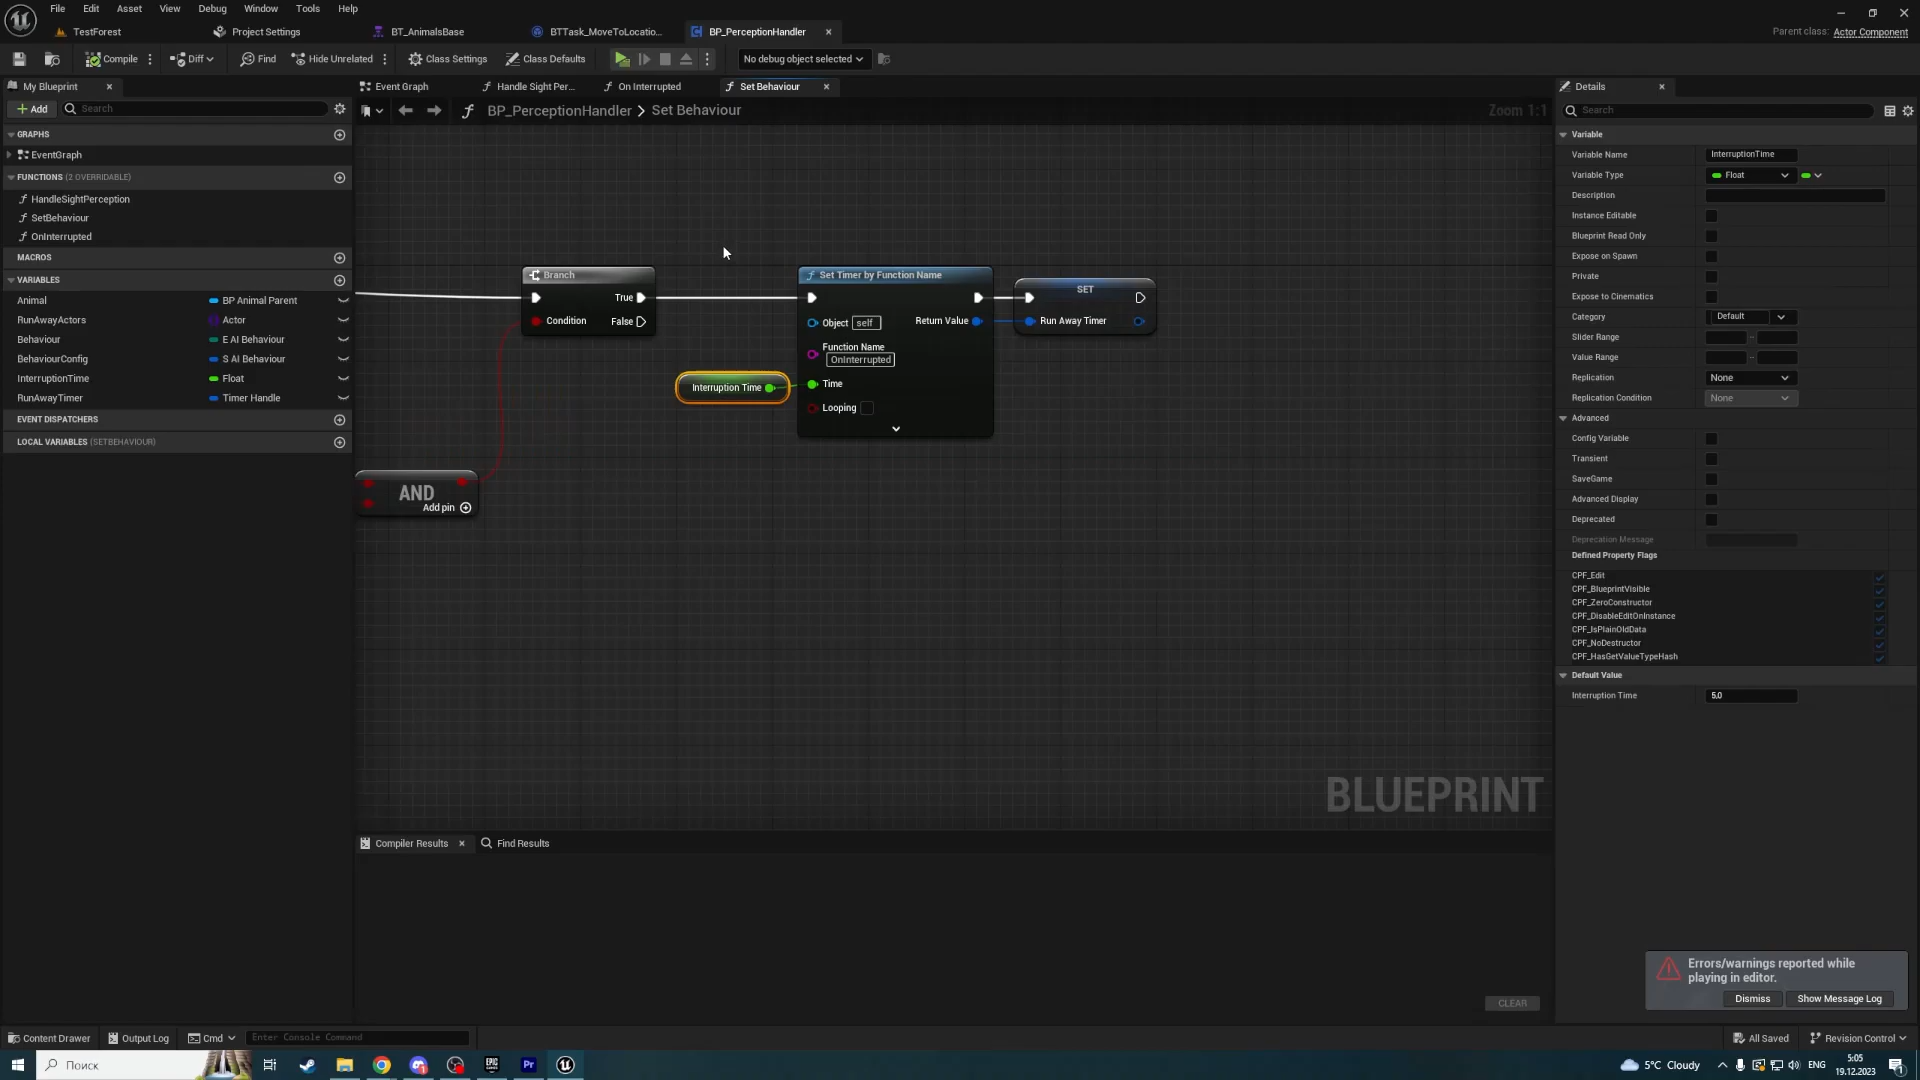 File Edit Asset View Debug Window Tools Help
TestForest
Project Settings
BT_AnimalsBase
BTTask_MoveToLocatio...
BP_PerceptionHandler
Parent class: Actor Component
Compile
Diff
Find
Hide Unrelated
Class Settings
Class Defaults
No debug object selected
My Blueprint
Event Graph
Handle Sight Per...
On Interrupted
Set Behaviour
Details
Add
Search
BP_PerceptionHandler > Set Behaviour
Zoom 1:1
Search
GRAPHS
EventGraph
FUNCTIONS (2 OVERRIDABLE)
HandleSightPerception
SetBehaviour
OnInterrupted
MACROS
VARIABLES
Animal BP Animal Parent
RunAwayActors Actor
Behaviour E AI Behaviour
BehaviourConfig S AI Behaviour
InterruptionTime Float
RunAwayTimer Timer Handle
EVENT DISPATCHERS
LOCAL VARIABLES (SETBEHAVIOUR)
Branch
True
Condition
False
Set Timer by Function Name
Object self
Return Value
Function Name
OnInterrupted
Time
Looping
SET
Run Away Timer
Interruption Time
AND
Add pin
BLUEPRINT
Variable
Variable Name InterruptionTime
Variable Type Float
Description
Instance Editable
Blueprint Read Only
Expose on Spawn
Private
Expose to Cinematics
Category Default
Slider Range
Value Range
Replication None
Replication Condition None
Advanced
Config Variable
Transient
SaveGame
Advanced Display
Deprecated
Deprecation Message
Defined Property Flags
CPF_Edit
CPF_BlueprintVisible
CPF_ZeroConstructor
CPF_DisableEditOnInstance
CPF_IsPlainOldData
CPF_NoDestructor
CPF_HasGetValueTypeHash
Default Value
Interruption Time 5.0
Compiler Results
Find Results
CLEAR
Errors/warnings reported while
playing in editor.
Dismiss
Show Message Log
Content Drawer
Output Log
Cmd
Enter Console Command
All Saved
Revision Control
Поиск
EPIC
GAMES
Pr
5°C Cloudy
ENG
5:05
19.12.2023
1